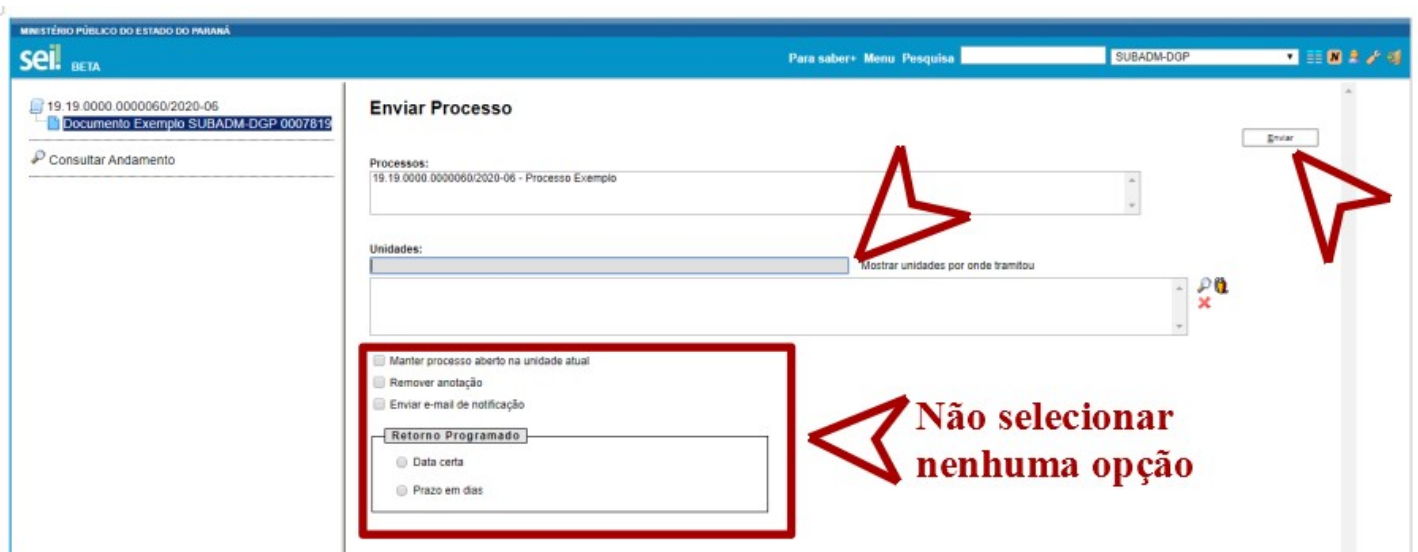 MINISTÉRIO PÚBLICO DO ESTADO DO PARANÁ
sei! BETA
Para saber+ Menu Pesquisa SUBADM-DGP
19.19.0000.0000060/2020-06
Documento Exemplo SUBADM-DGP 0007819
Consultar Andamento
Enviar Processo
Enviar
Processos:
19.19.0000.0000060/2020-06 - Processo Exemplo
Unidades:
Mostrar unidades por onde tramitou
Manter processo aberto na unidade atual
Remover anotação
Enviar e-mail de notificação
Retorno Programado
Data certa
Prazo em dias
Não selecionar
nenhuma opção